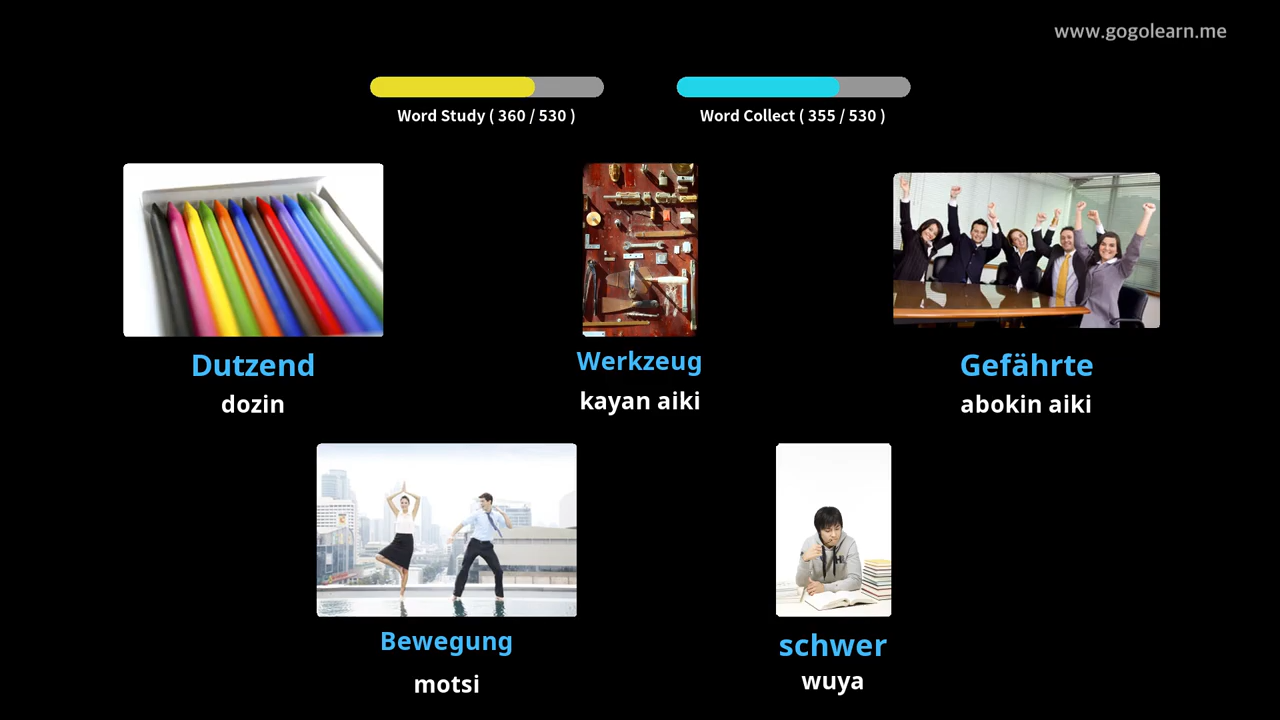 www.gogolearn.me
Word Study ( 360 / 530 )
Word Collect ( 355 / 530 )
Dutzend
dozin
Werkzeug
kayan aiki
Gefährte
abokin aiki
Bewegung
motsi
schwer
wuya